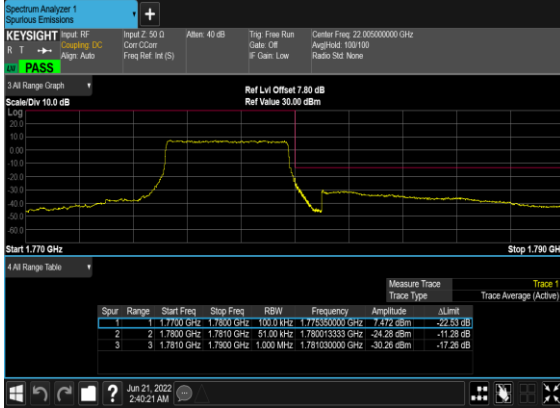 Spectrum Analyzer 1
Spurious Emissions
+
KEYSIGHT Input: RF Input Z: 50 Ω Atten: 40 dB Trig: Free Run Center Freq: 22.005000000 GHz
R T Coupling: DC Corr CCorr Gate: Off Avg|Hold: 100/100
Align: Auto Freq Ref: Int (S) IF Gain: Low Radio Std: None
LXI PASS
3 All Range Graph
Ref Lvl Offset 7.80 dB
Scale/Div 10.0 dB Ref Value 30.00 dBm
Log
20.0
10.0
0.00
-10.0
-20.0
-30.0
-40.0
-50.0
-60.0
Start 1.770 GHz Stop 1.790 GH
4 All Range Table
Measure Trace Trace 1
Trace Type Trace Average (Active)
Spur Range Start Freq Stop Freq RBW Frequency Amplitude ΔLimit
1 1 1.7700 GHz 1.7800 GHz 100.0 kHz 1.775350000 GHz 7.472 dBm -22.53 dB
2 2 1.7800 GHz 1.7810 GHz 51.00 kHz 1.780013333 GHz -24.28 dBm -11.28 dB
3 3 1.7810 GHz 1.7900 GHz 1.000 MHz 1.781030000 GHz -30.26 dBm -17.26 dB
?
Jun 21, 2022
2:40:21 AM